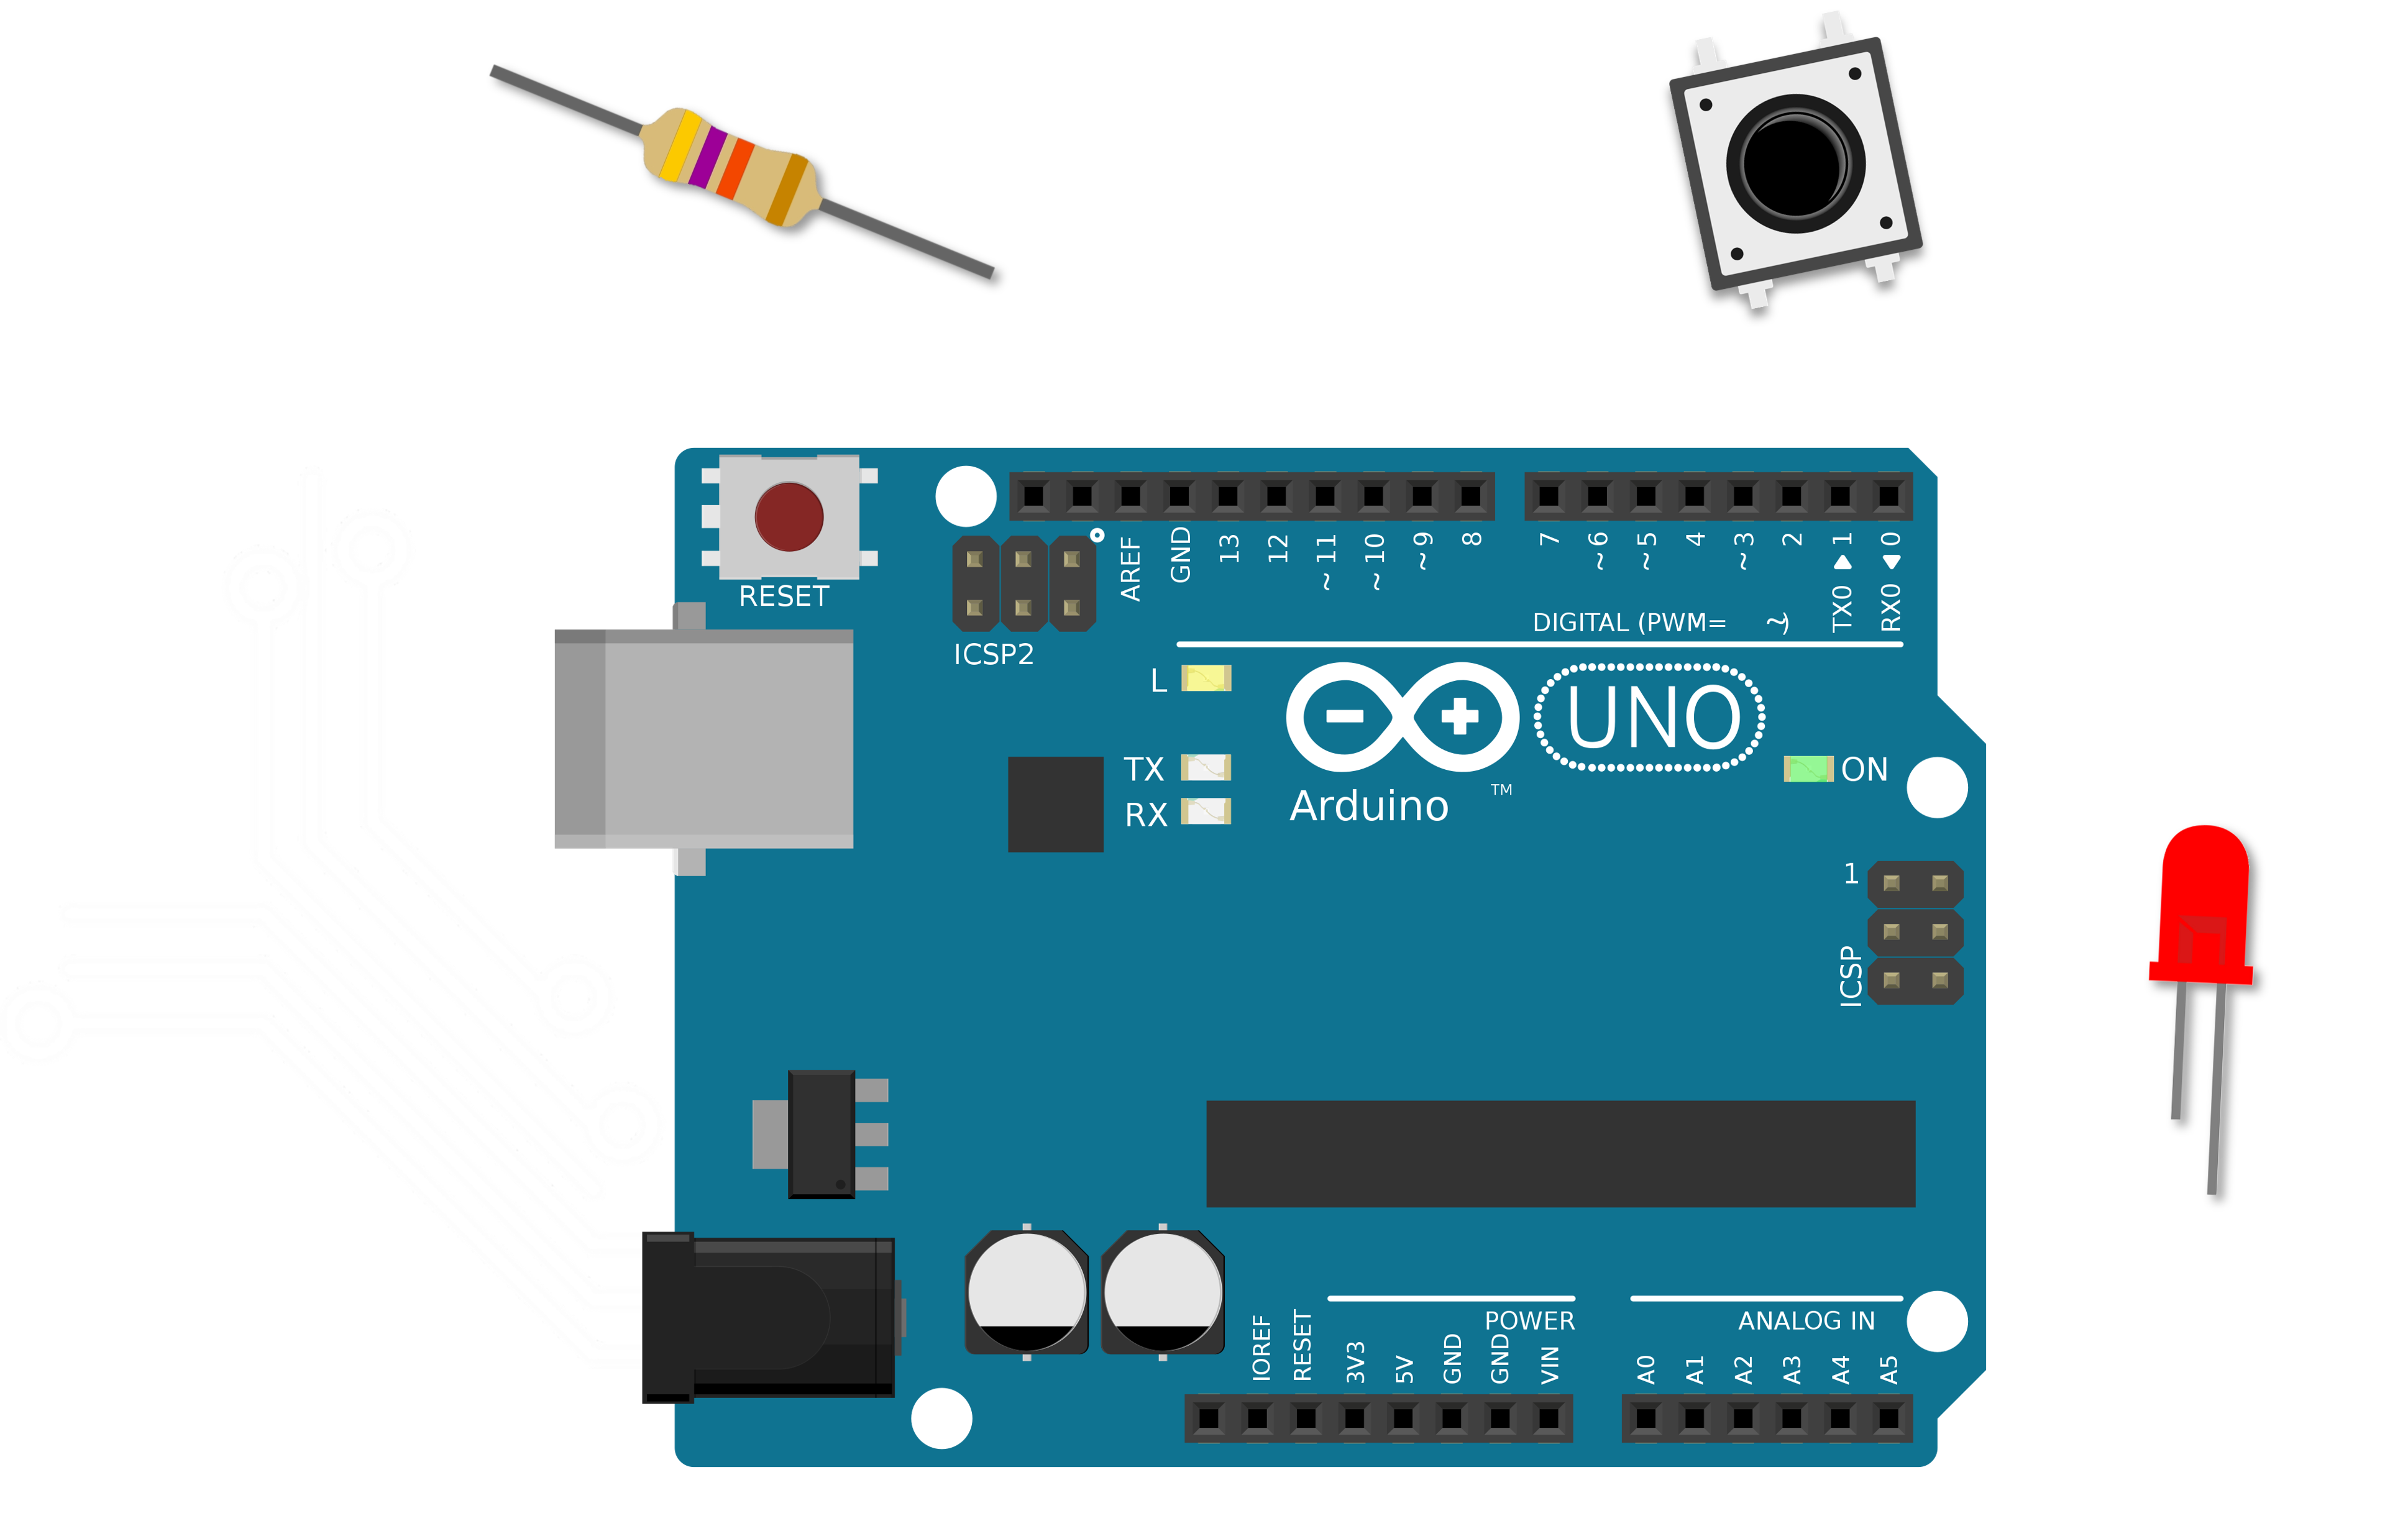 RESET
ICSP2
AREF
GND
13
12
~11
~10
~9
8
7
~6
~5
4
~3
2
TX0 ▶ 1
RX0 ◀ 0
DIGITAL (PWM= ~)
L
TX
RX
UNO
Arduino ™
ON
1
ICSP
IOREF
RESET
3V3
5V
GND
GND
VIN
POWER
ANALOG IN
A0
A1
A2
A3
A4
A5